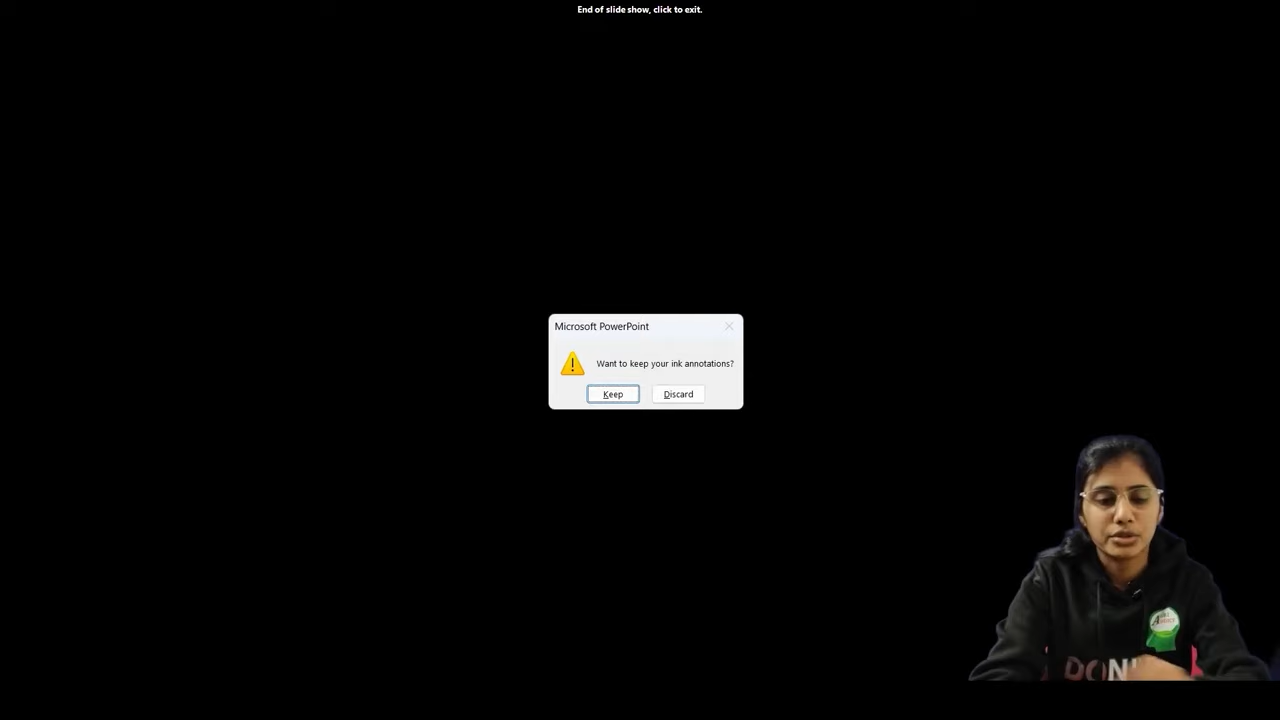 End of slide show, click to exit.
Microsoft PowerPoint
Want to keep your ink annotations?
Keep
Discard